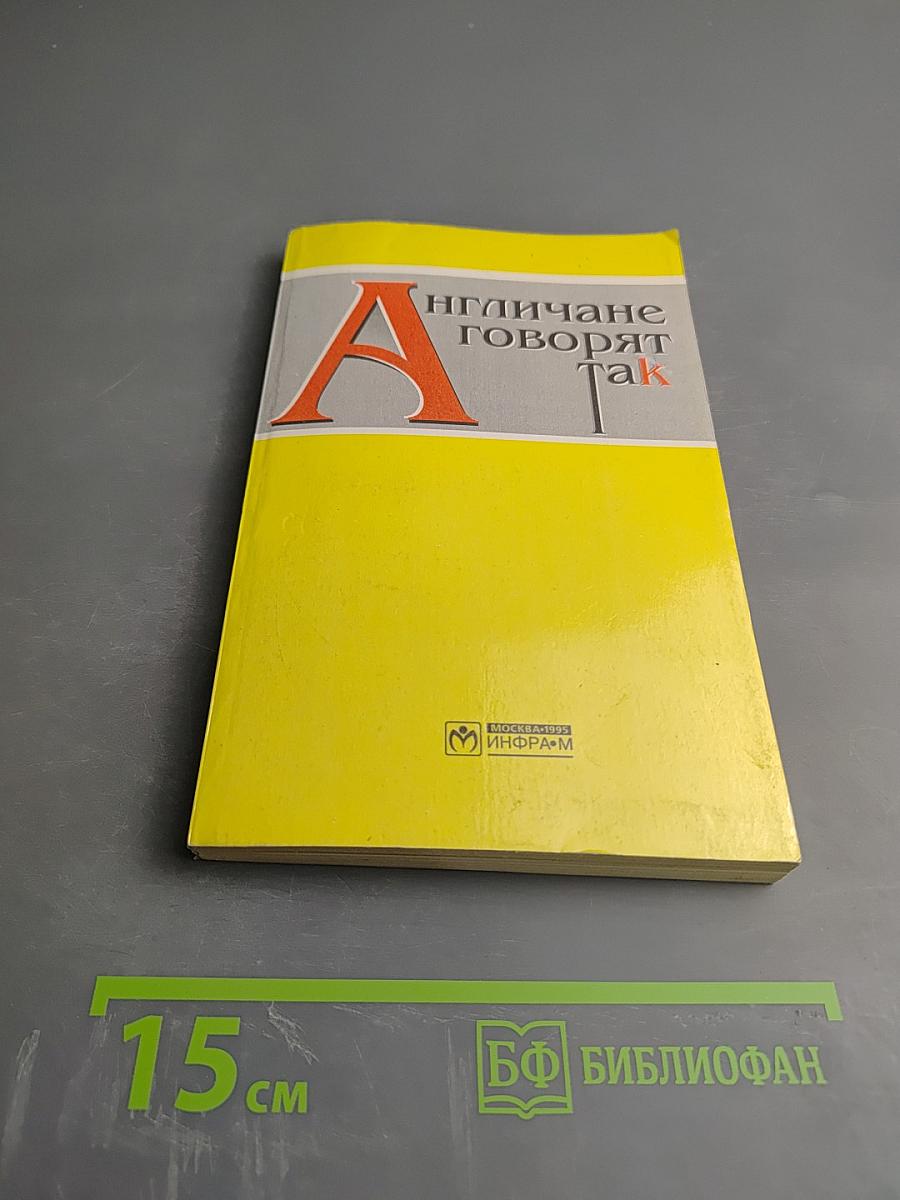 Англичане
говорят
так
МОСКВА•1995
ИНФРА•М
15 см
БФ БИБЛИОФАН